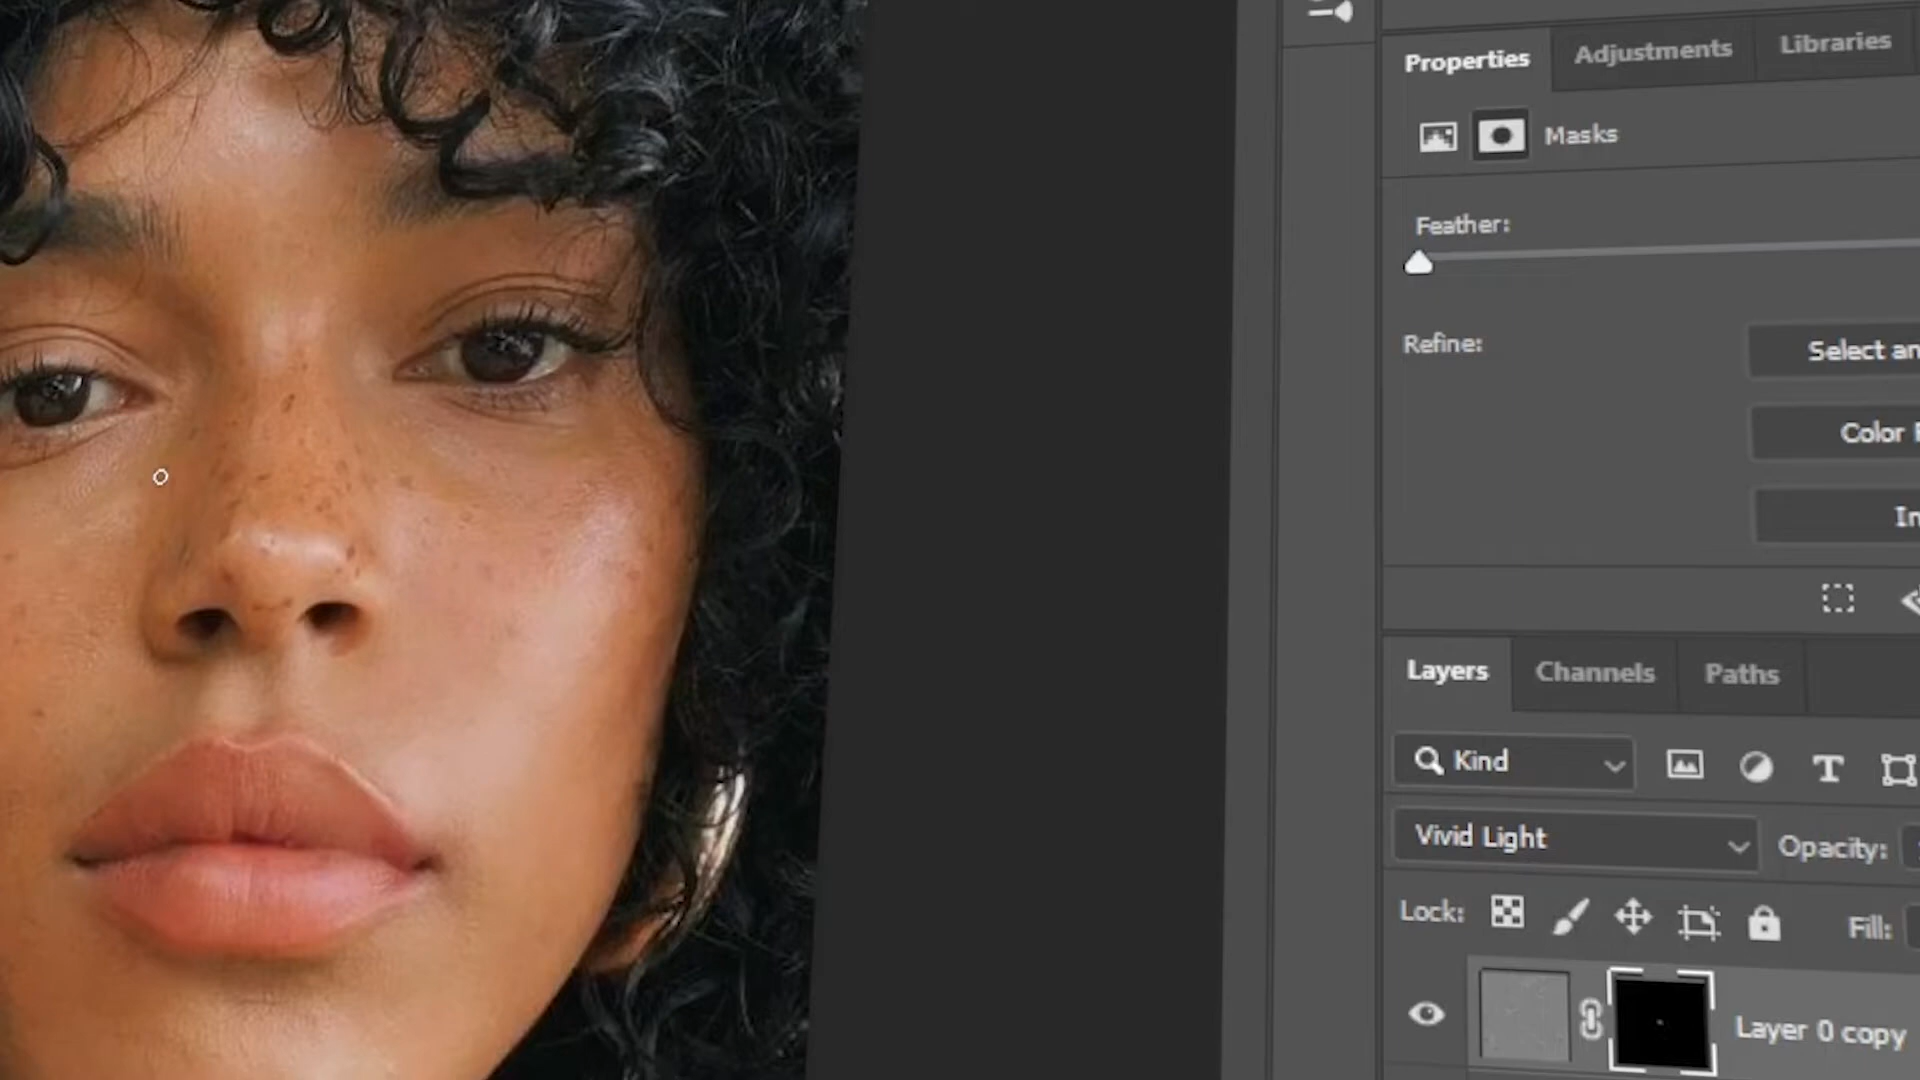 Properties Adjustments Libraries
Masks
Feather:
Refine:
Select an
Color
In
Layers Channels Paths
Kind
Vivid Light Opacity:
Lock: Fill:
Layer 0 copy